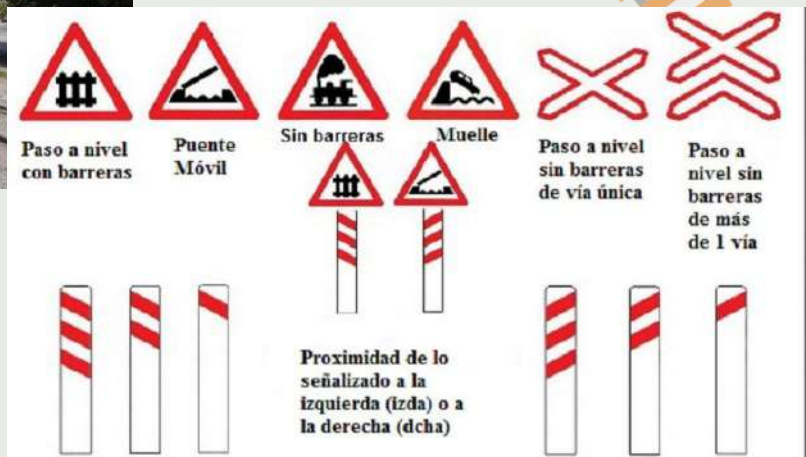 Paso a nivel
con barreras
Puente
Móvil
Sin barreras
Muelle
Paso a nivel
sin barreras
de vía única
Paso a
nivel sin
barreras
de más
de 1 vía
Proximidad de lo
señalizado a la
izquierda (izda) o a
la derecha (dcha)